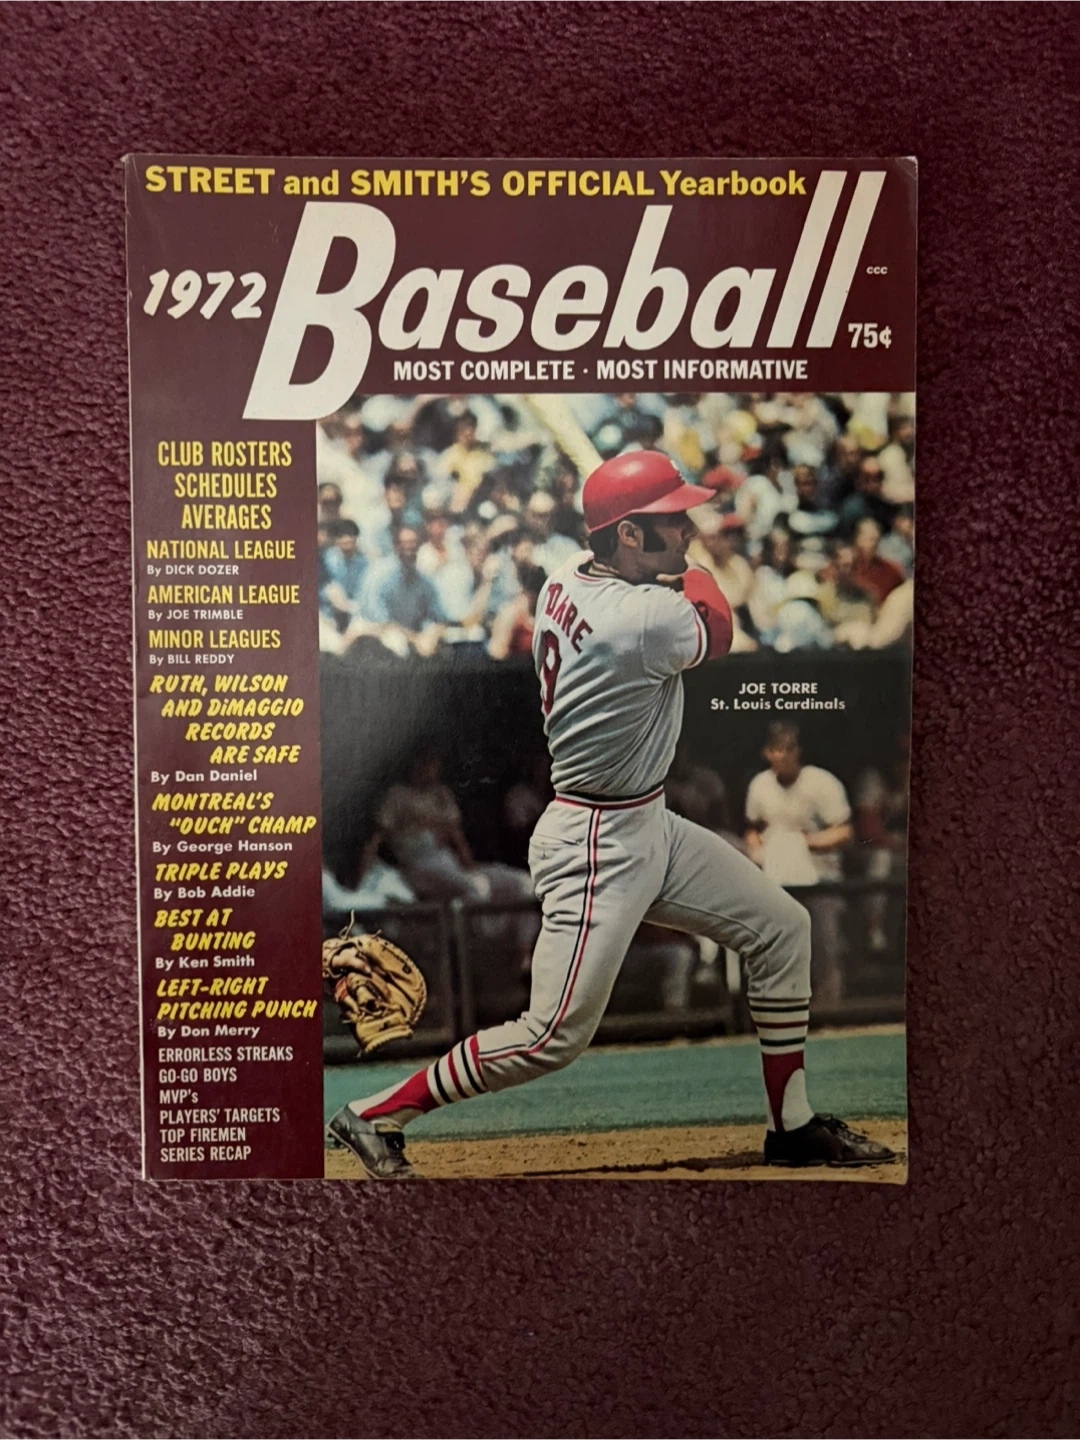 STREET and SMITH'S OFFICIAL Yearbook
1972 Baseball
ccc
75¢
MOST COMPLETE · MOST INFORMATIVE
CLUB ROSTERS
SCHEDULES
AVERAGES
NATIONAL LEAGUE
By DICK DOZER
AMERICAN LEAGUE
By JOE TRIMBLE
MINOR LEAGUES
By BILL REDDY
RUTH, WILSON
AND DiMAGGIO
RECORDS
ARE SAFE
By Dan Daniel
MONTREAL'S
"OUCH" CHAMP
By George Hanson
TRIPLE PLAYS
By Bob Addie
BEST AT
BUNTING
By Ken Smith
LEFT-RIGHT
PITCHING PUNCH
By Don Merry
ERRORLESS STREAKS
GO-GO BOYS
MVP's
PLAYERS' TARGETS
TOP FIREMEN
SERIES RECAP
JOE TORRE
St. Louis Cardinals
9